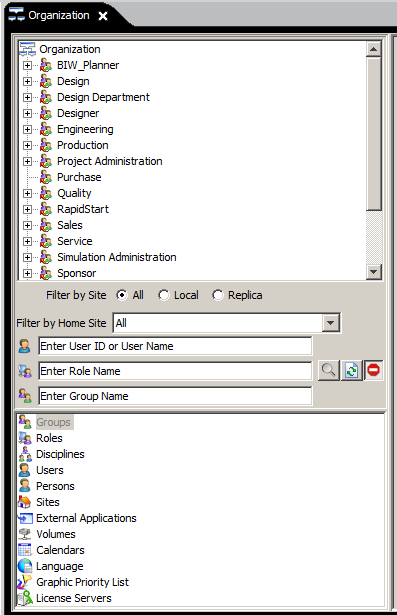 Organization
Organization
BIW_Planner
Design
Design Department
Designer
Engineering
Production
Project Administration
Purchase
Quality
RapidStart
Sales
Service
Simulation Administration
Sponsor
Filter by Site All Local Replica
Filter by Home Site All
Enter User ID or User Name
Enter Role Name
Enter Group Name
Groups
Roles
Disciplines
Users
Persons
Sites
External Applications
Volumes
Calendars
Language
Graphic Priority List
License Servers